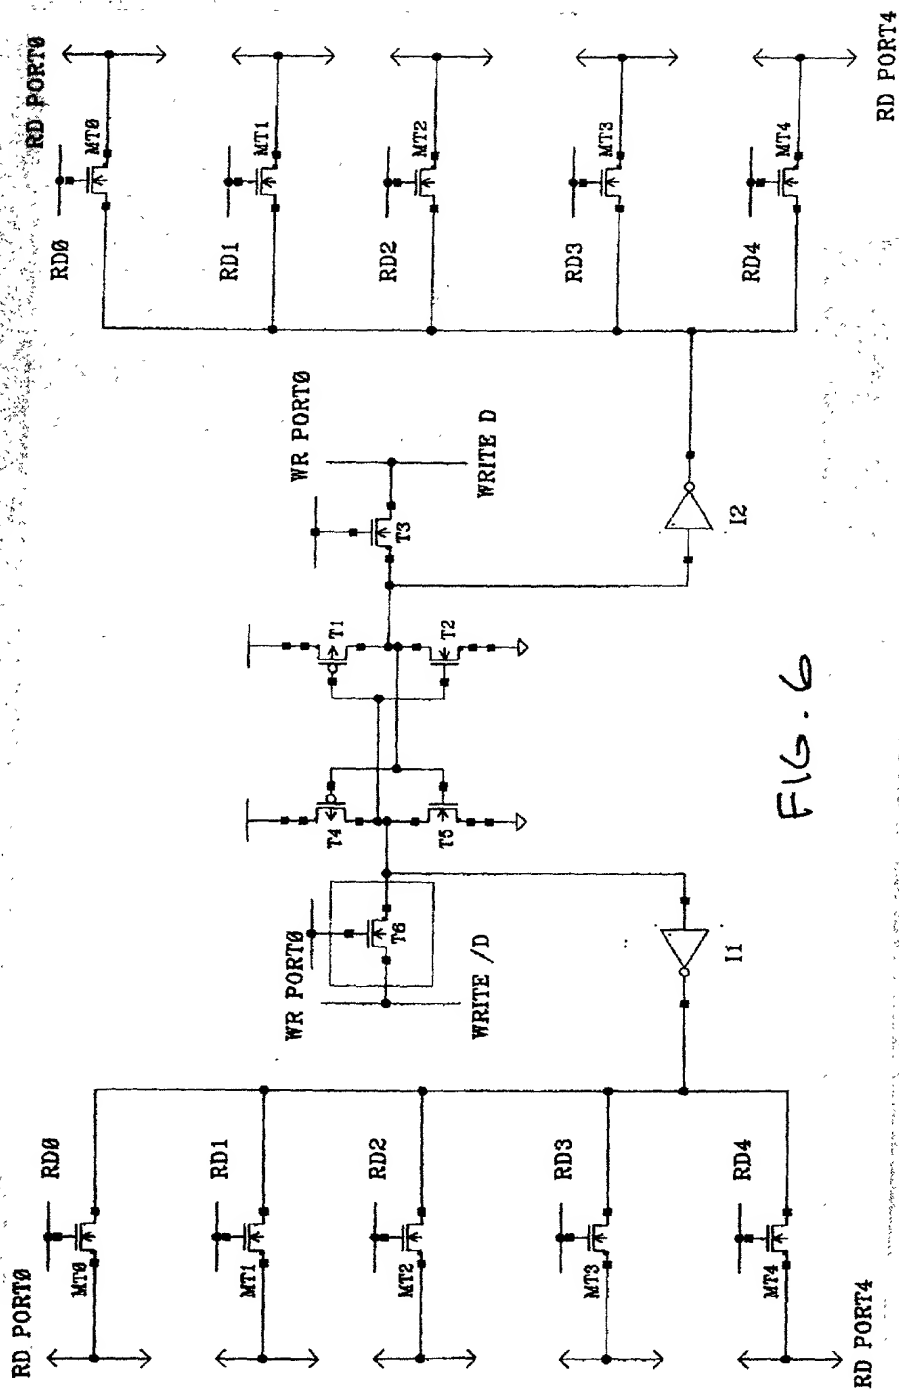 RD PORT0
RD0
MT0
RD1
MT1
RD2
MT2
RD3
MT3
RD4
MT4
RD PORT4
WR PORT0
T6
WRITE /D
I1
T4
T5
T1
T2
T3
WR PORT0
WRITE D
I2
RD PORT0
RD0
MT0
RD1
MT1
RD2
MT2
RD3
MT3
RD4
MT4
RD PORT4
FIG. 6